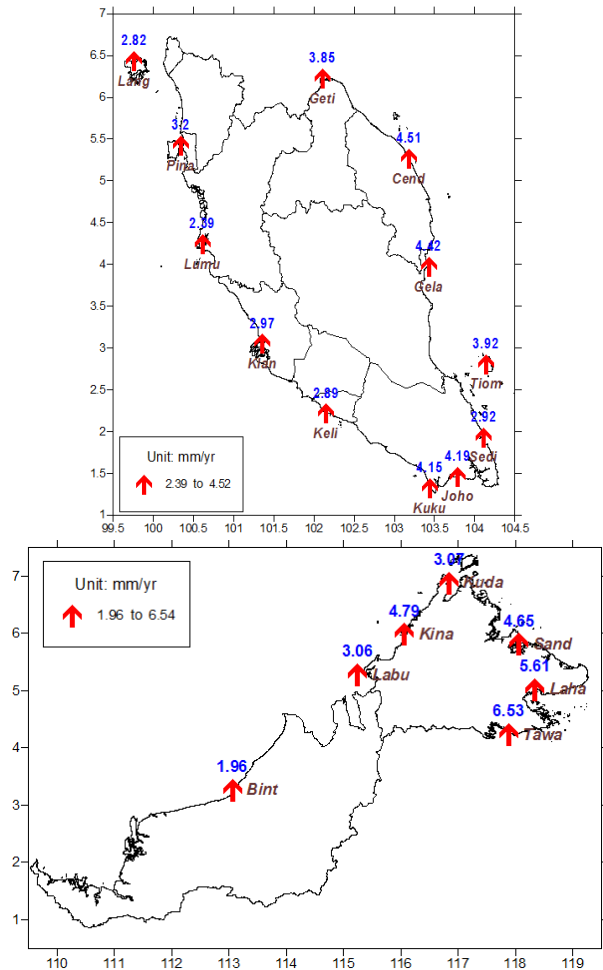 7
6.5
6
5.5
5
4.5
4
3.5
3
2.5
2
1.5
1
2.82
Lang
3.85
Geti
3.2
Pina
4.51
Cend
2.39
Lumu
4.42
Gela
2.97
Klan
3.92
Tiom
2.89
Keli
2.92
Sedi
4.19
Joho
4.15
Kuku
Unit: mm/yr
2.39 to 4.52
99.5 100 100.5 101 101.5 102 102.5 103 103.5 104 104.5
7
6
5
4
3
2
1
Unit: mm/yr
1.96 to 6.54
3.07
Kuda
4.79
Kina
4.65
Sand
3.06
Labu
5.61
Laha
6.53
Tawa
1.96
Bint
110 111 112 113 114 115 116 117 118 119